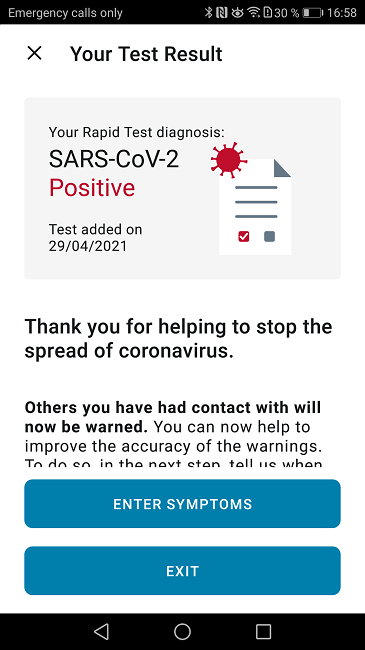 Emergency calls only 30 % 16:58
Your Test Result
Your Rapid Test diagnosis:
SARS-CoV-2
Positive
Test added on
29/04/2021
Thank you for helping to stop the
spread of coronavirus.
Others you have had contact with will
now be warned. You can now help to
improve the accuracy of the warnings.
To do so, in the next step, tell us when
ENTER SYMPTOMS
EXIT